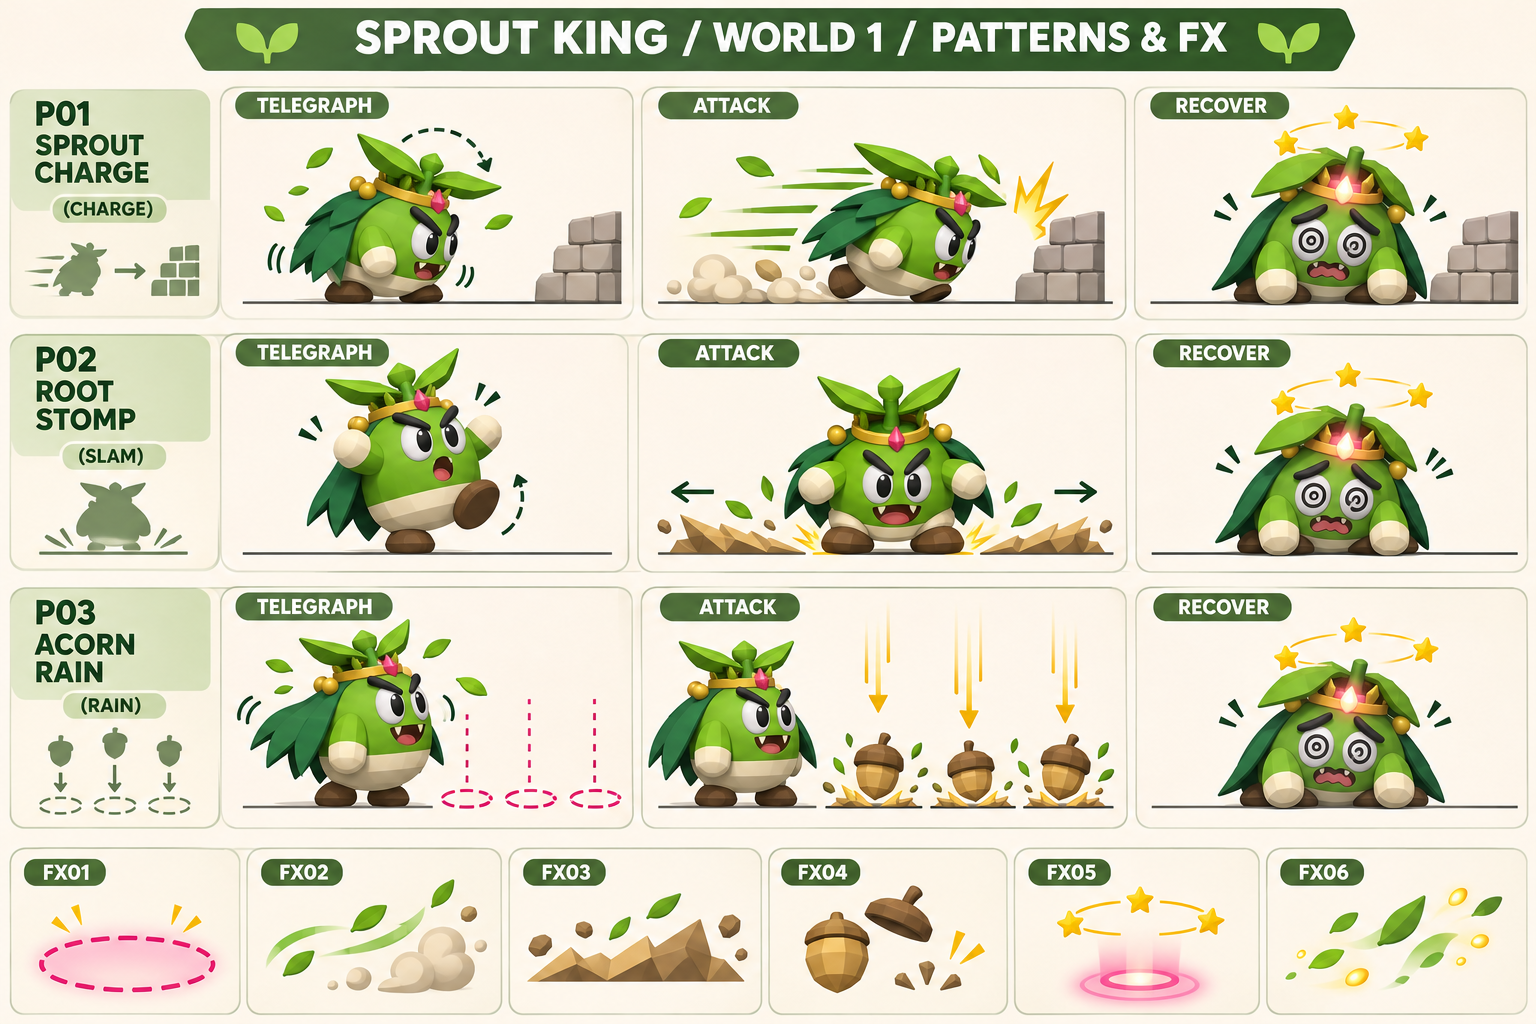 SPROUT KING / WORLD 1 / PATTERNS & FX
P01
SPROUT
CHARGE
(CHARGE)
TELEGRAPH
ATTACK
RECOVER
P02
ROOT
STOMP
(SLAM)
TELEGRAPH
ATTACK
RECOVER
P03
ACORN
RAIN
(RAIN)
TELEGRAPH
ATTACK
RECOVER
FX01
FX02
FX03
FX04
FX05
FX06